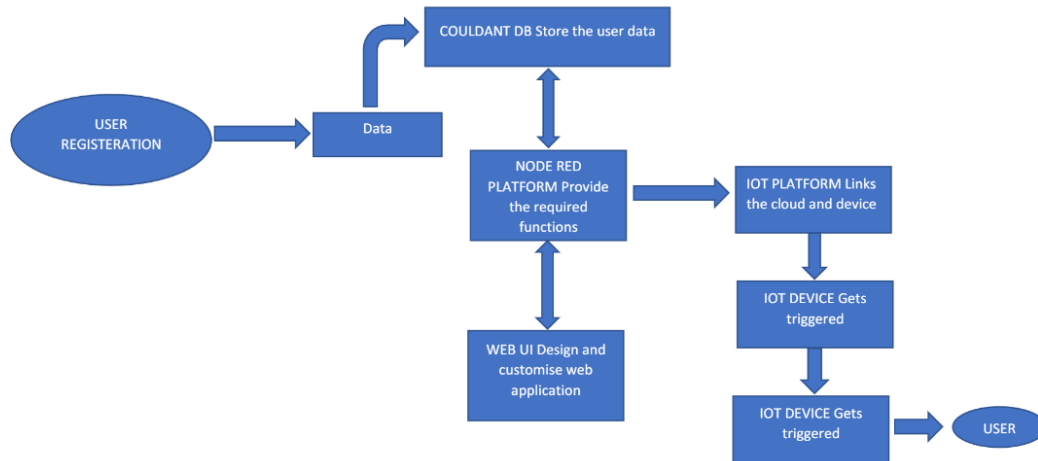 COULDANT DB Store the user data
USER
REGISTERATION
Data
NODE RED
PLATFORM Provide
the required
functions
IOT PLATFORM Links
the cloud and device
IOT DEVICE Gets
triggered
WEB UI Design and
customise web
application
IOT DEVICE Gets
triggered
USER